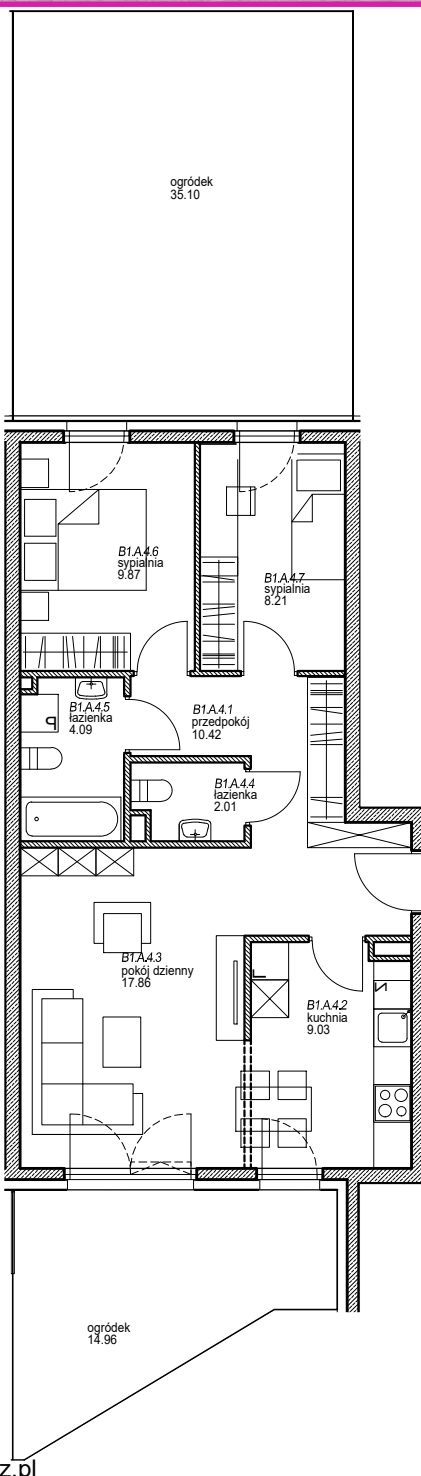 ogródek
35.10
B1.A.4.6
sypialnia
9.87
B1.A.4.7
sypialnia
8.21
B1.A.4.5
łazienka
4.09
B1.A.4.1
przedpokój
10.42
B1.A.4.4
łazienka
2.01
B1.A.4.3
pokój dzienny
17.86
B1.A.4.2
kuchnia
9.03
ogródek
14.96
z.pl